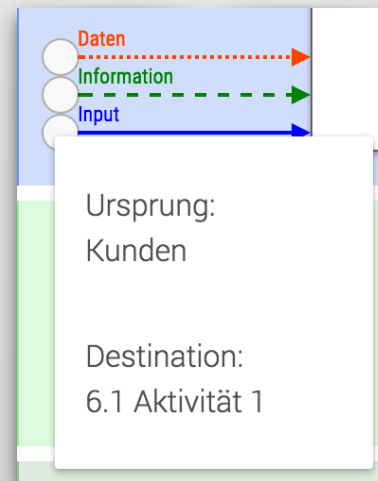 Daten
Information
Input
Ursprung:
Kunden
Destination:
6.1 Aktivität 1